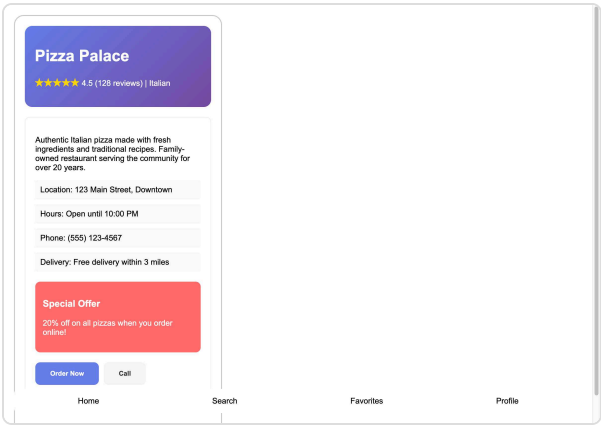 Pizza Palace
★★★★★ 4.5 (128 reviews) | Italian
Authentic Italian pizza made with fresh
ingredients and traditional recipes. Family-
owned restaurant serving the community for
over 20 years.
Location: 123 Main Street, Downtown
Hours: Open until 10:00 PM
Phone: (555) 123-4567
Delivery: Free delivery within 3 miles
Special Offer
20% off on all pizzas when you order
online!
Order Now Call
Home Search Favorites Profile